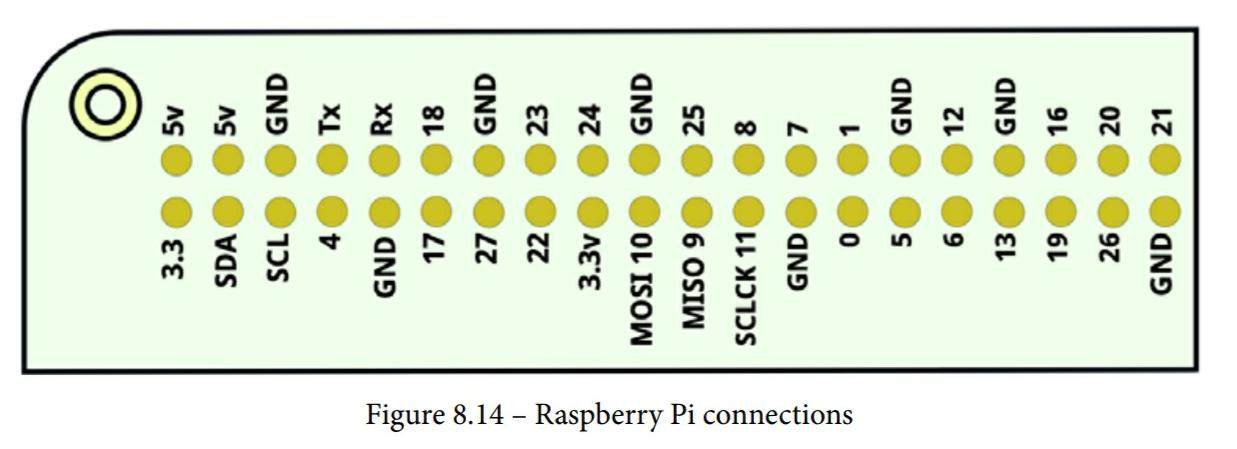 5v 5v GND Tx Rx 18 GND 23 24 GND 25 8 7 1 GND 12 GND 16 20 21
3.3 SDA SCL 4 GND 17 27 22 3.3v MOSI 10 MISO 9 SCLCK 11 GND 0 5 6 13 19 26 GND
Figure 8.14 – Raspberry Pi connections